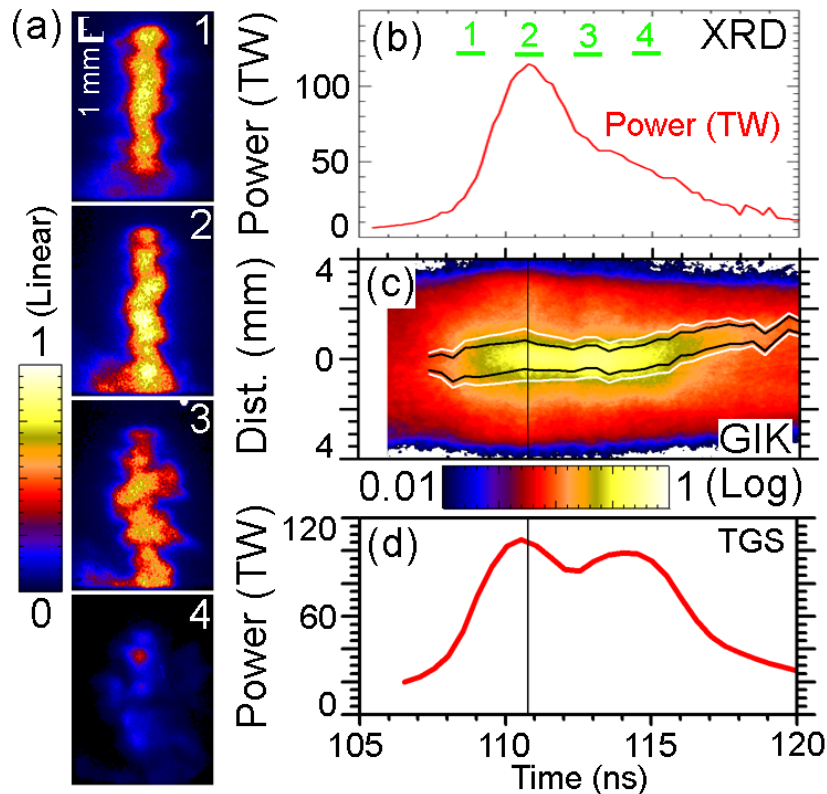 (a)
1
1 mm
2
3
4
1 (Linear)
0
(b)
1 2 3 4
XRD
Power (TW)
Power (TW)
100
50
0
(c)
Dist. (mm)
4
0
4
GIK
0.01
1 (Log)
(d)
TGS
Power (TW)
120
60
0
105 110 115 120
Time (ns)